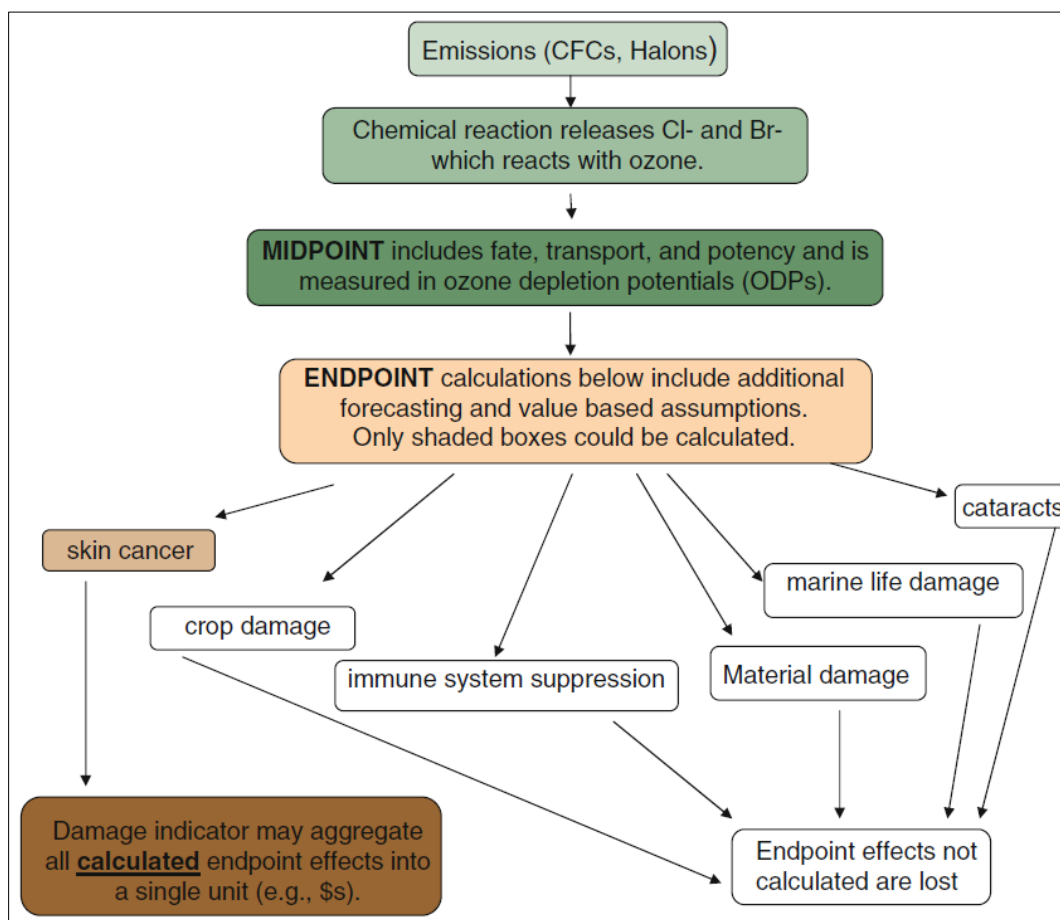 Emissions (CFCs, Halons)
Chemical reaction releases Cl- and Br-
which reacts with ozone.
MIDPOINT includes fate, transport, and potency and is
measured in ozone depletion potentials (ODPs).
ENDPOINT calculations below include additional
forecasting and value based assumptions.
Only shaded boxes could be calculated.
cataracts
skin cancer
marine life damage
crop damage
immune system suppression
Material damage
Damage indicator may aggregate
all calculated endpoint effects into
a single unit (e.g., $s).
Endpoint effects not
calculated are lost